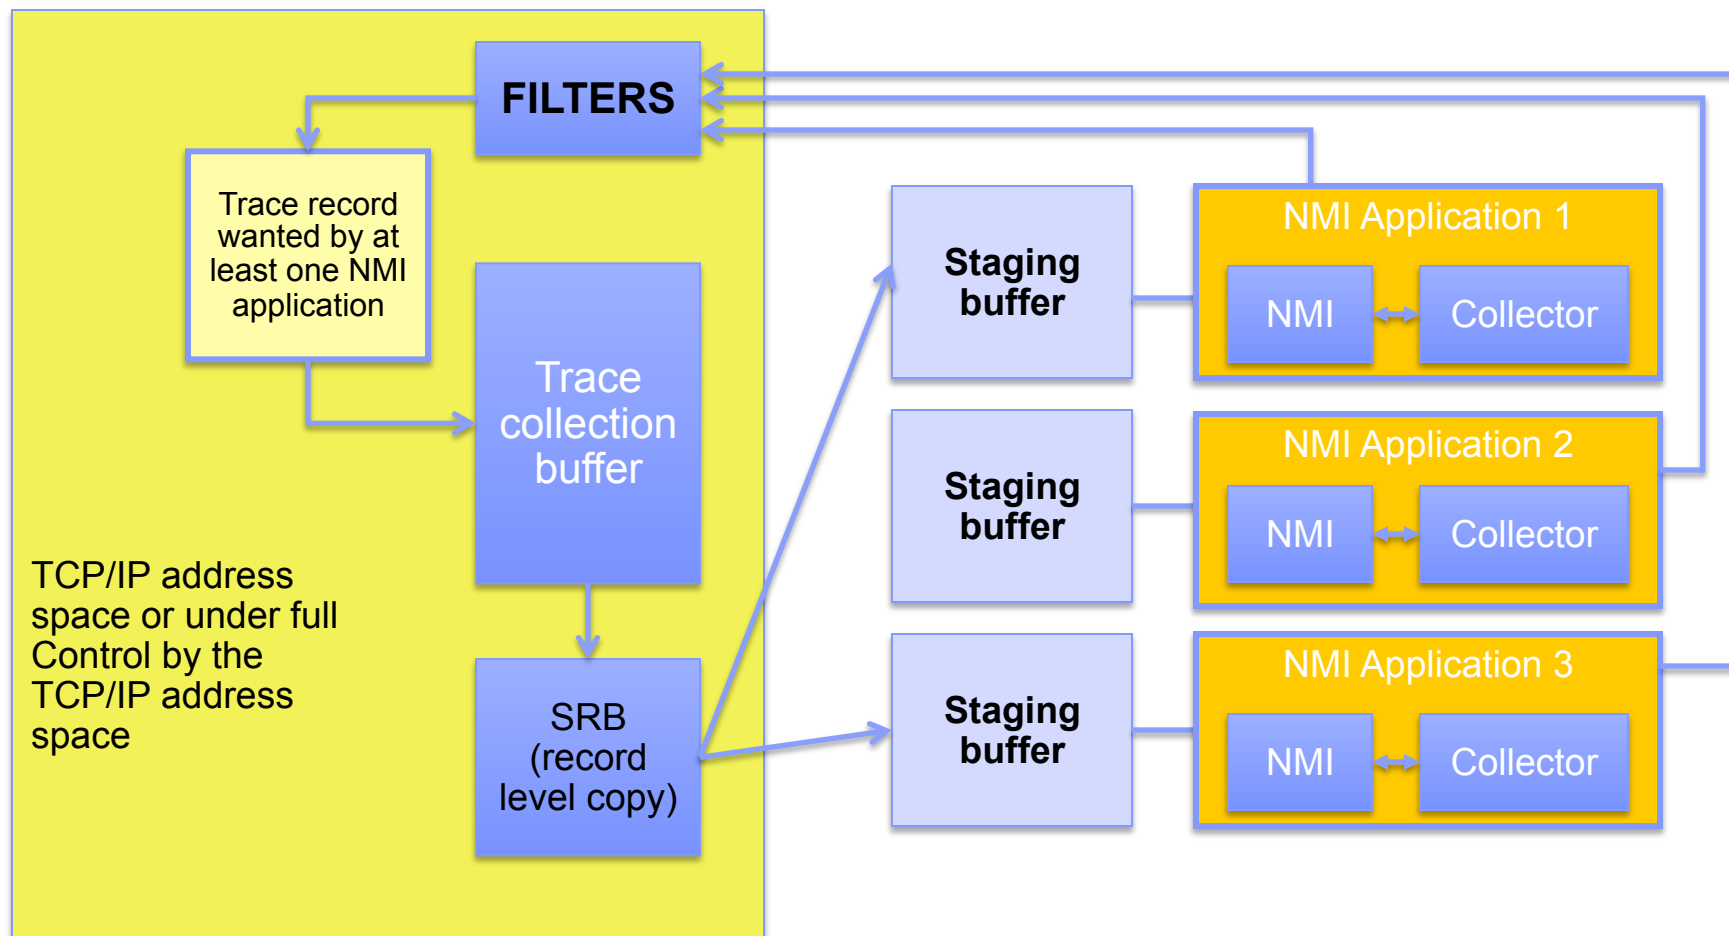 FILTERS
Trace record
wanted by at
least one NMI
application
Trace
collection
buffer
TCP/IP address
space or under full
Control by the
TCP/IP address
space
SRB
(record
level copy)
Staging
buffer
NMI Application 1
NMI
Collector
Staging
buffer
NMI Application 2
NMI
Collector
Staging
buffer
NMI Application 3
NMI
Collector